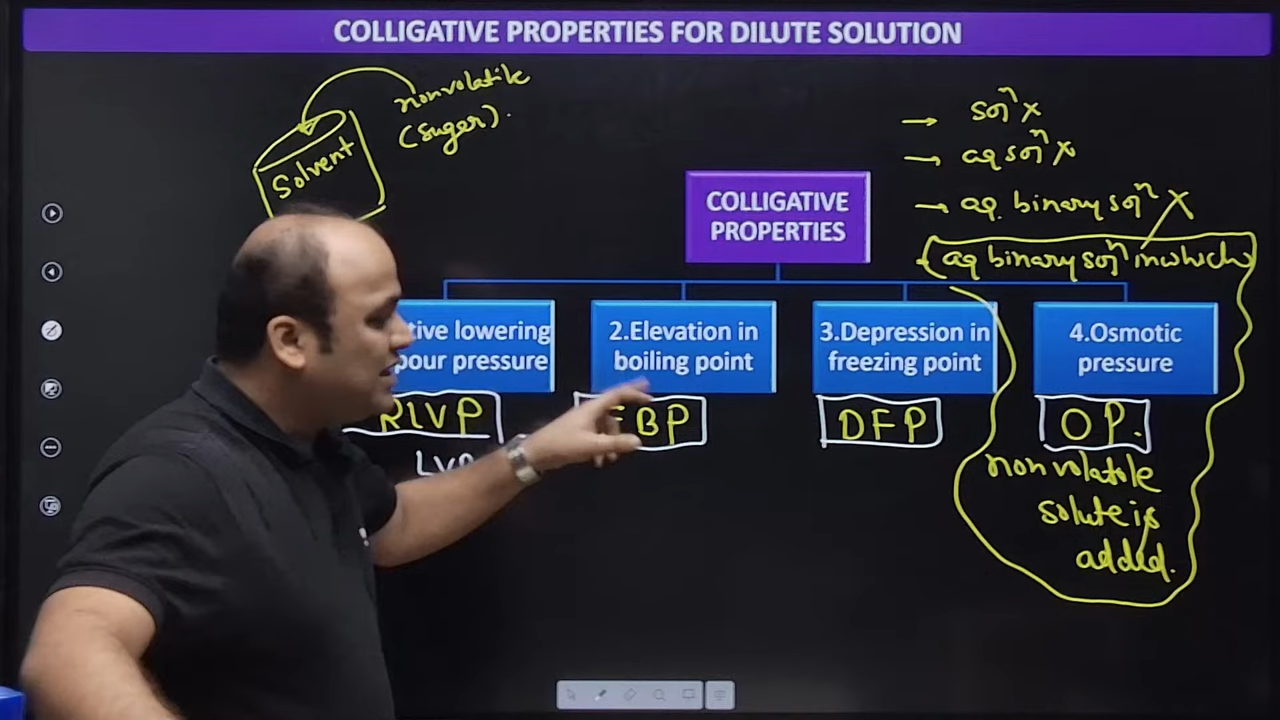 COLLIGATIVE PROPERTIES FOR DILUTE SOLUTION
nonvolatile
(Sugar).
Solvent
→ Solⁿ X
→ aq Solⁿ X
→ aq. binary Solⁿ X
(aq binary Solⁿ in which
COLLIGATIVE
PROPERTIES
tive lowering
pour pressure
2.Elevation in
boiling point
3.Depression in
freezing point
4.Osmotic
pressure
RLVP
BP
DFP
OP.
nonvolatile
solute is
added.